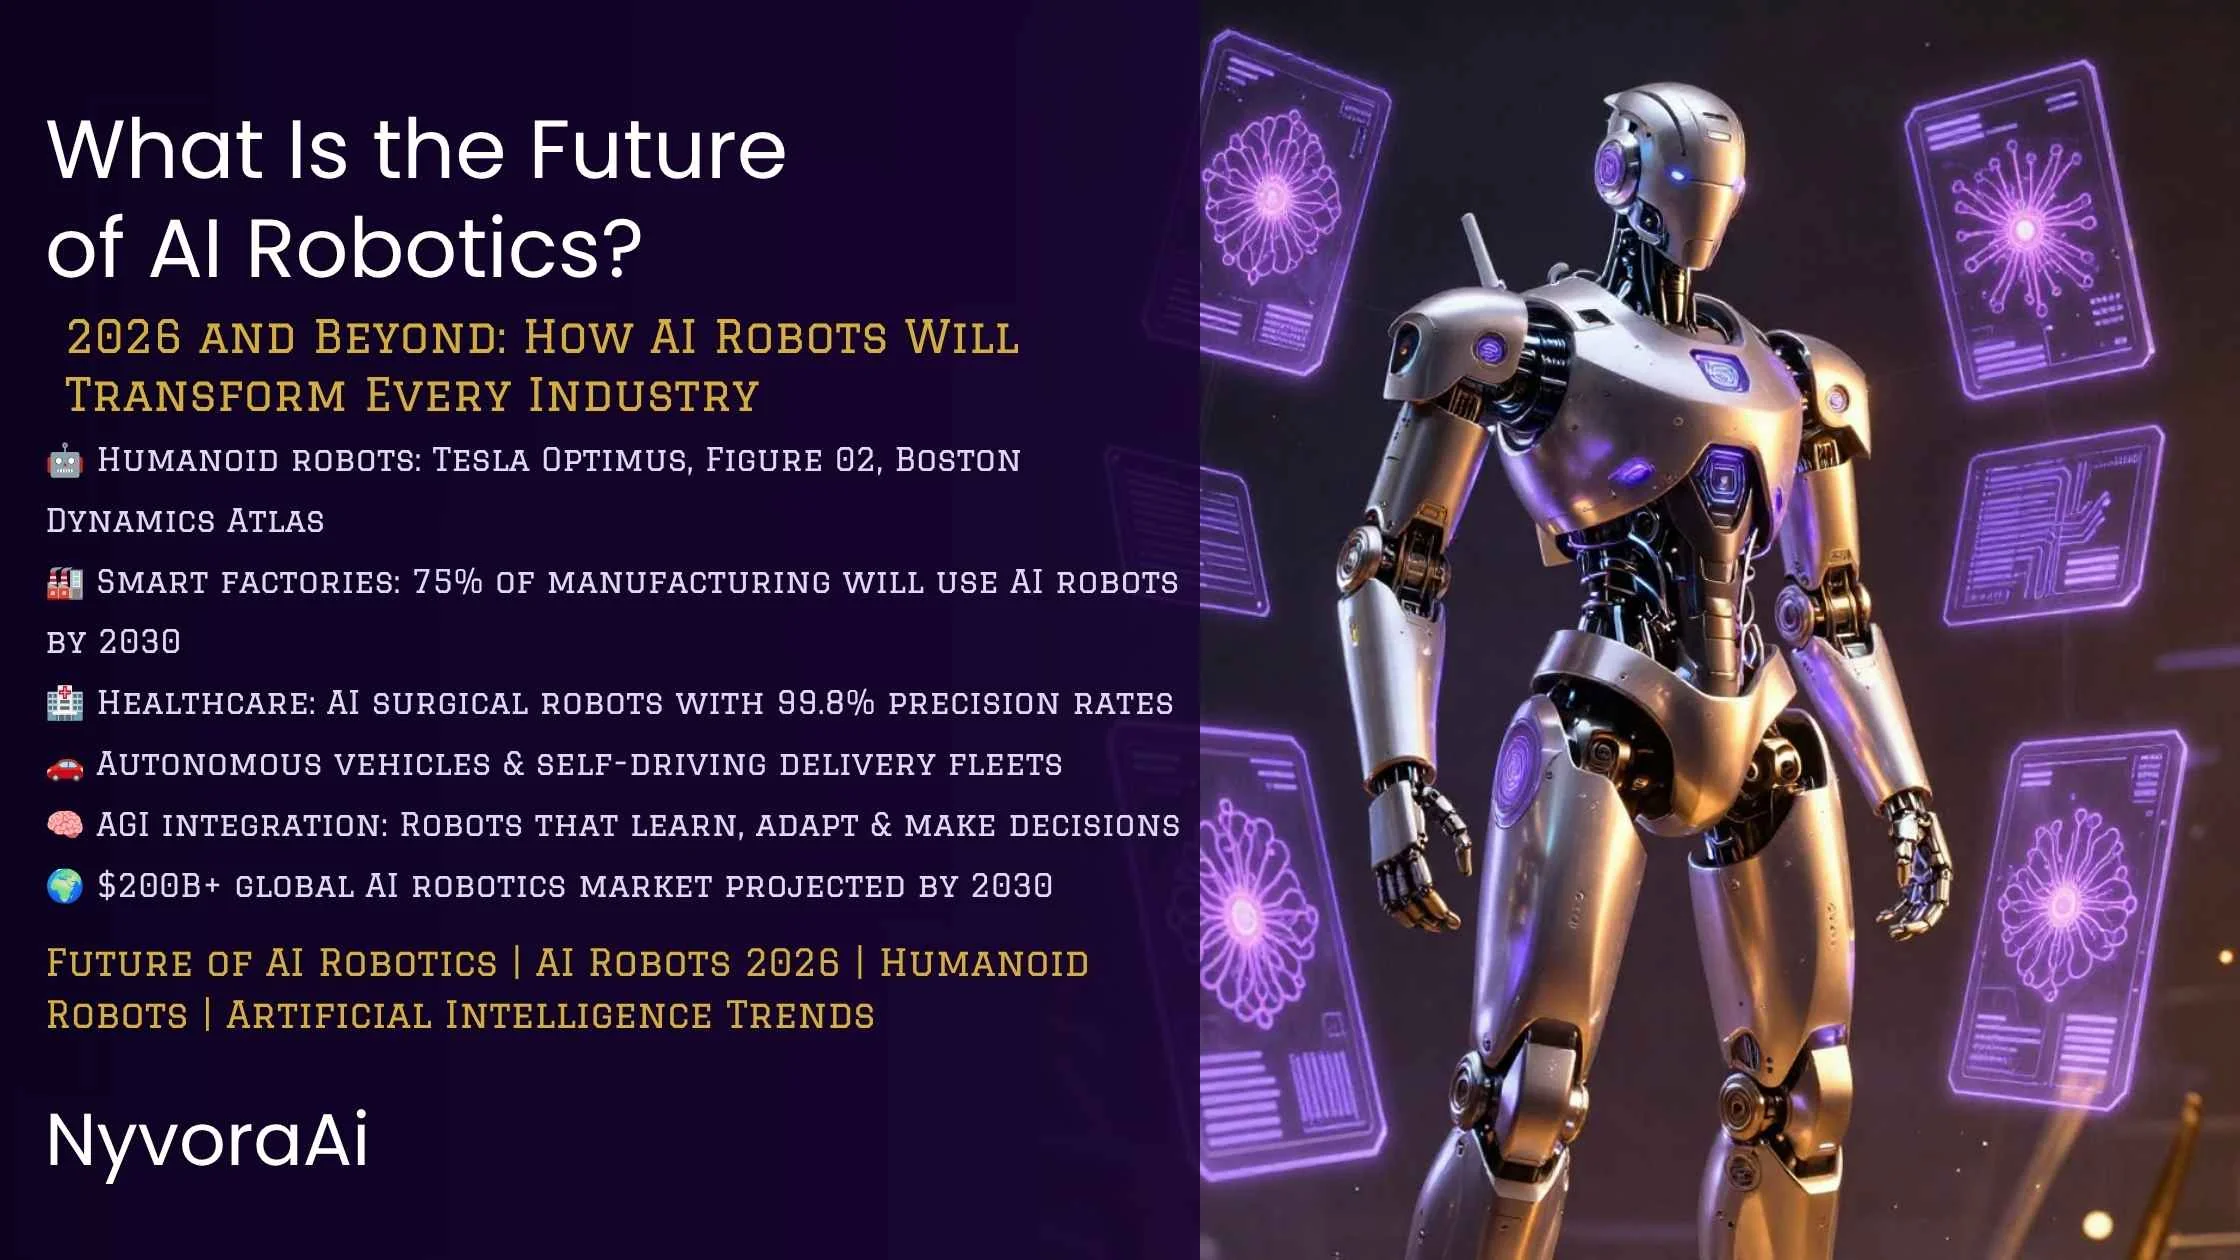 What Is the Future
of AI Robotics?
2026 and Beyond: How AI Robots Will
Transform Every Industry
🤖 Humanoid robots: Tesla Optimus, Figure 02, Boston
Dynamics Atlas
🏭 Smart factories: 75% of manufacturing will use AI robots
by 2030
🏥 Healthcare: AI surgical robots with 99.8% precision rates
🚗 Autonomous vehicles & self-driving delivery fleets
🧠 AGI integration: Robots that learn, adapt & make decisions
🌍 $200B+ global AI robotics market projected by 2030
Future of AI Robotics | AI Robots 2026 | Humanoid
Robots | Artificial Intelligence Trends
NyvoraAi